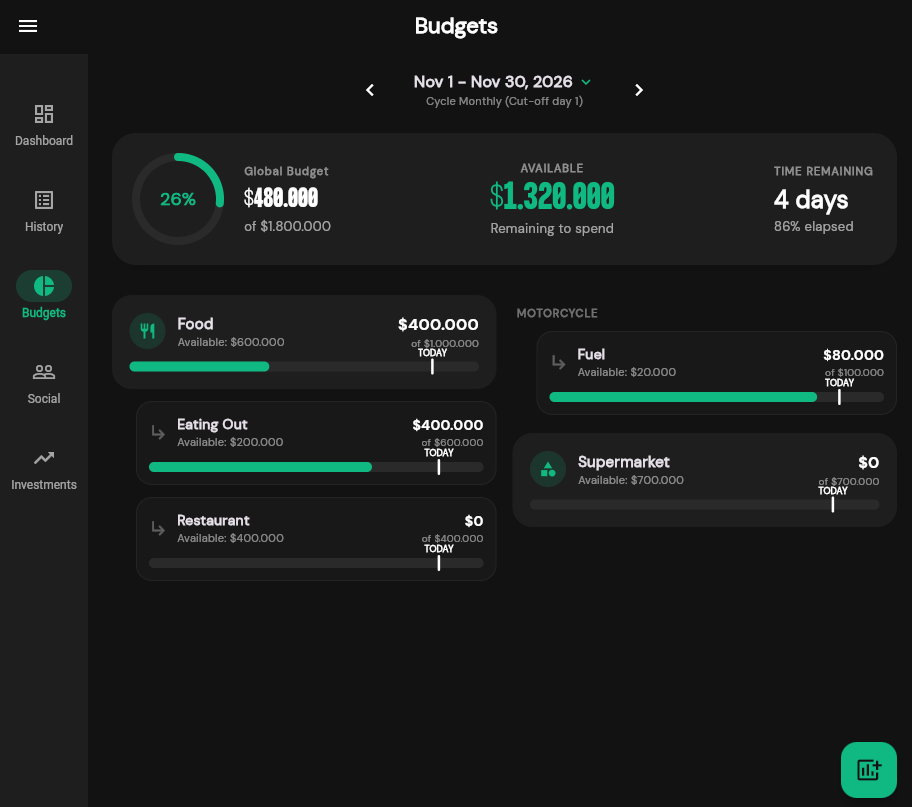 Budgets
Nov 1 - Nov 30, 2026
Cycle Monthly (Cut-off day 1)
Dashboard
History
Budgets
Social
Investments
26%
Global Budget
$480.000
of $1.800.000
AVAILABLE
$1.320.000
Remaining to spend
TIME REMAINING
4 days
86% elapsed
Food
Available: $600.000
$400.000
of $1.000.000
TODAY
Eating Out
Available: $200.000
$400.000
of $600.000
TODAY
Restaurant
Available: $400.000
$0
of $400.000
TODAY
MOTORCYCLE
Fuel
Available: $20.000
$80.000
of $100.000
TODAY
Supermarket
Available: $700.000
$0
of $700.000
TODAY